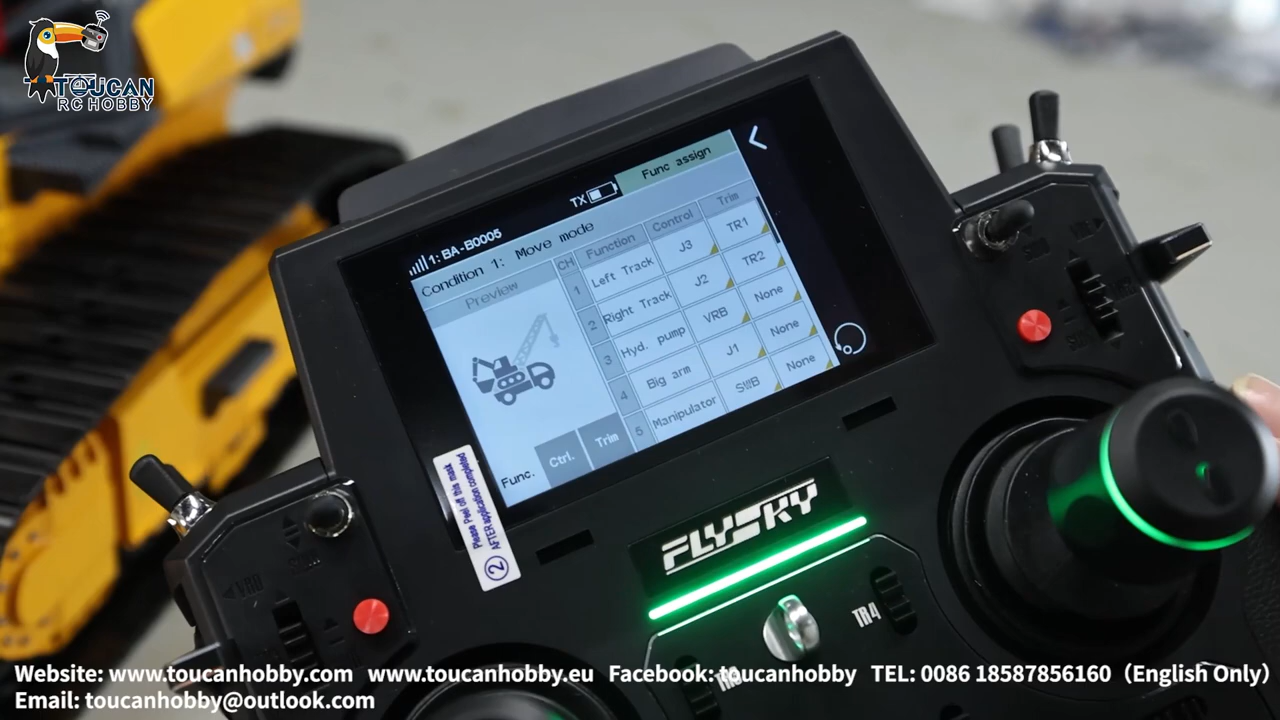 TOUCAN
RC HOBBY
Func assign
TX
1: BA-B0005
Condition 1: Move mode
Preview
CH Function Control Trim
1 Left Track J3 TR1
2 Right Track J2 TR2
3 Hyd. pump VRB None
4 Big arm J1 None
5 Manipulator SWB None
Func. Ctrl. Trim
② Please Peel off this mask
AFTER application completed
FLYSKY
TR4
Website: www.toucanhobby.com www.toucanhobby.eu Facebook: toucanhobby TEL: 0086 18587856160 (English Only)
Email: toucanhobby@outlook.com